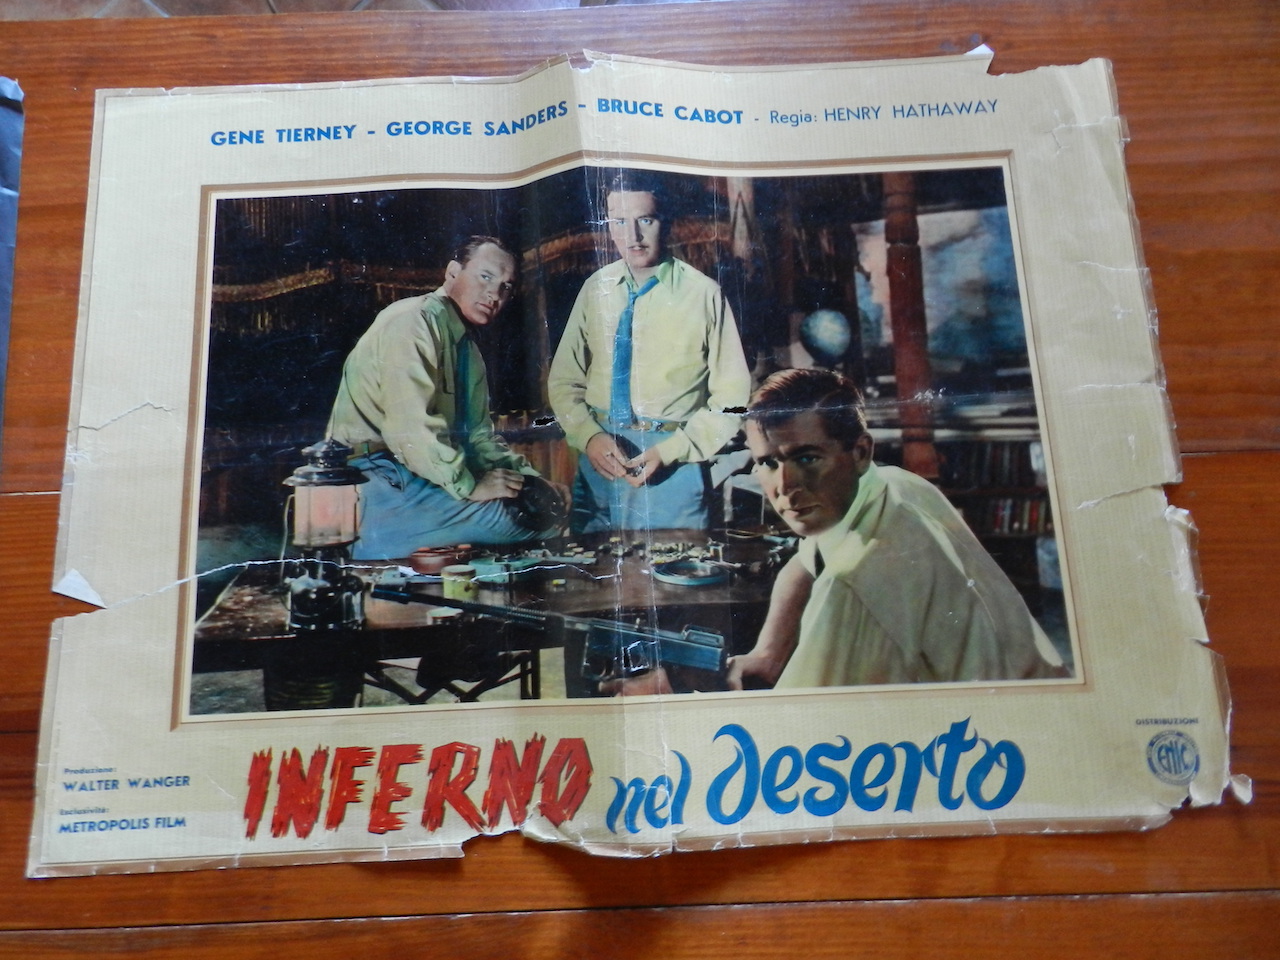 GENE TIERNEY - GEORGE SANDERS - BRUCE CABOT - Regia: HENRY HATHAWAY
Produzione:
WALTER WANGER
Esclusività:
METROPOLIS FILM
INFERNO nel deserto
DISTRIBUZIONE
ENIC